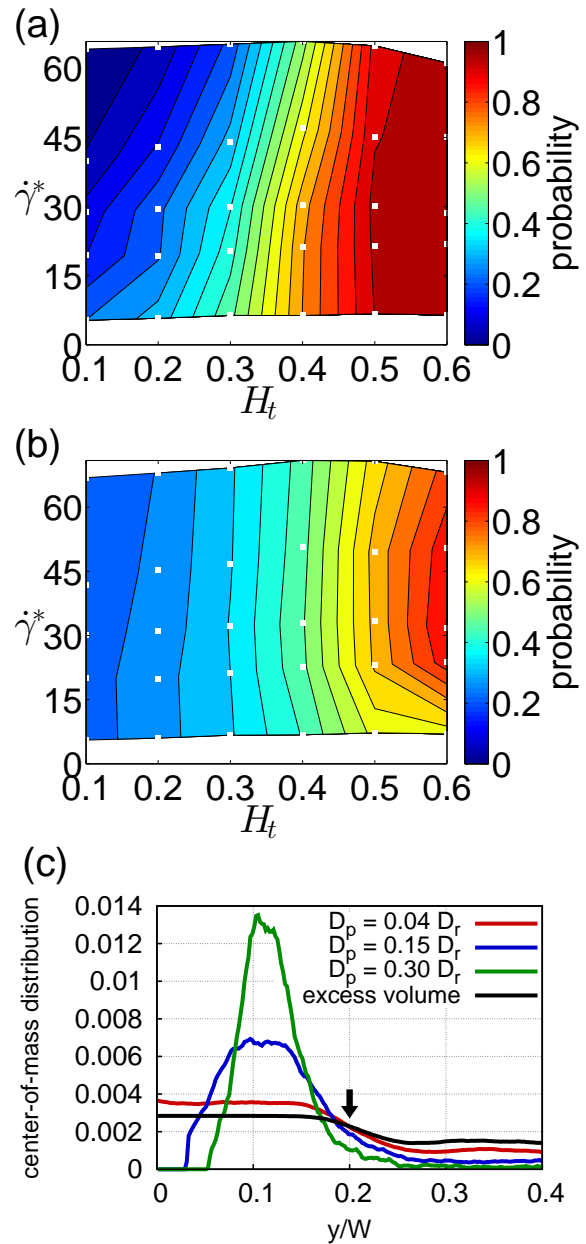 (a)
60
45
30
15
0
γ̇*
0.1 0.2 0.3 0.4 0.5 0.6
H_t
1
0.8
0.6
0.4
0.2
0
probability
(b)
60
45
30
15
0
γ̇*
0.1 0.2 0.3 0.4 0.5 0.6
H_t
1
0.8
0.6
0.4
0.2
0
probability
(c)
center-of-mass distribution
0.014
0.012
0.01
0.008
0.006
0.004
0.002
0
D_p = 0.04 D_r
D_p = 0.15 D_r
D_p = 0.30 D_r
excess volume
0 0.1 0.2 0.3 0.4
y/W